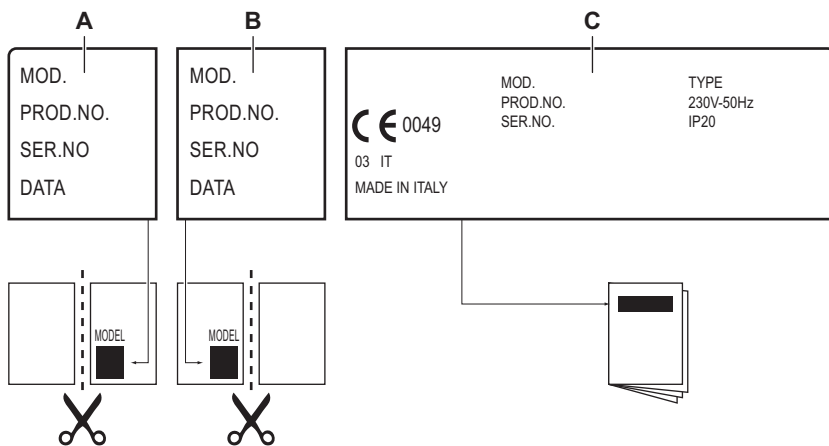 A
B
C
MOD.
PROD.NO.
SER.NO
DATA
MOD.
PROD.NO.
SER.NO
DATA
CE 0049
03 IT
MADE IN ITALY
MOD.
PROD.NO.
SER.NO.
TYPE
230V-50Hz
IP20
MODEL
MODEL